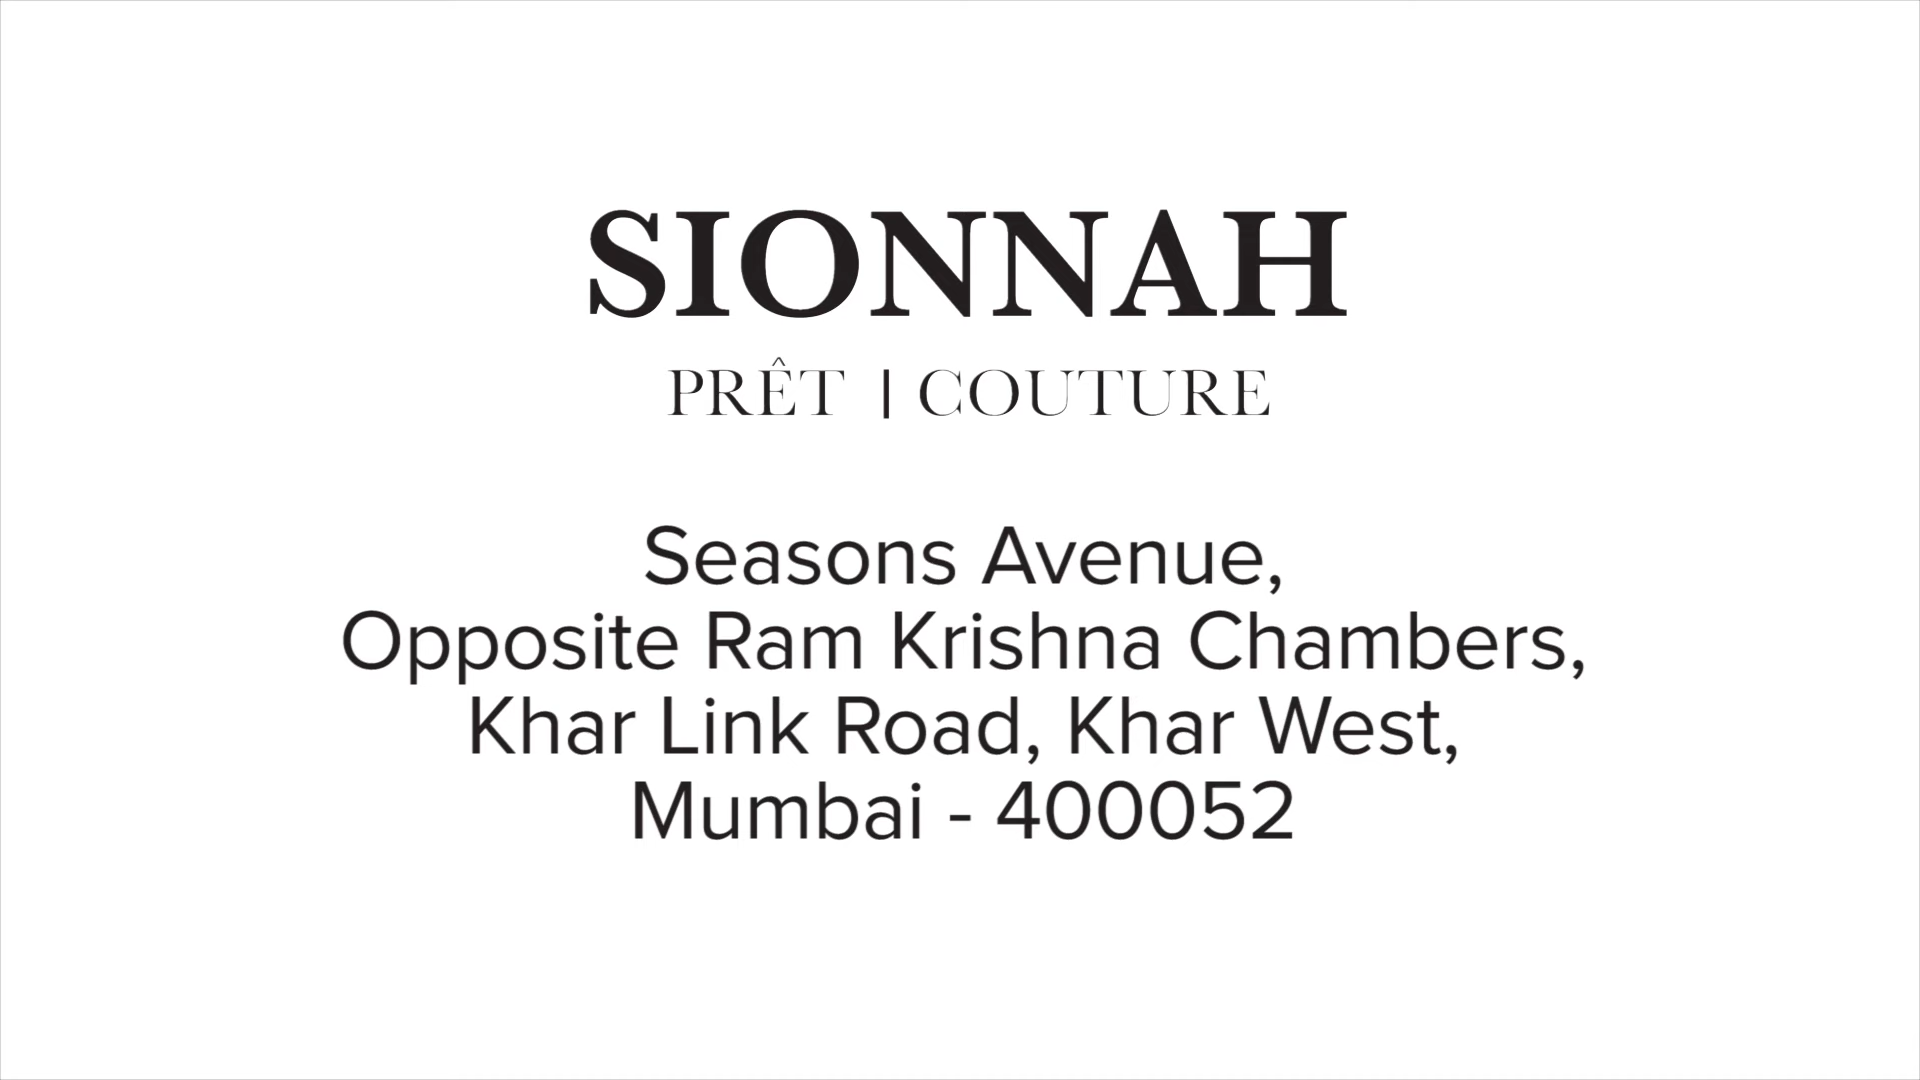 SIONNAH
PRÊT | COUTURE
Seasons Avenue,
Opposite Ram Krishna Chambers,
Khar Link Road, Khar West,
Mumbai - 400052